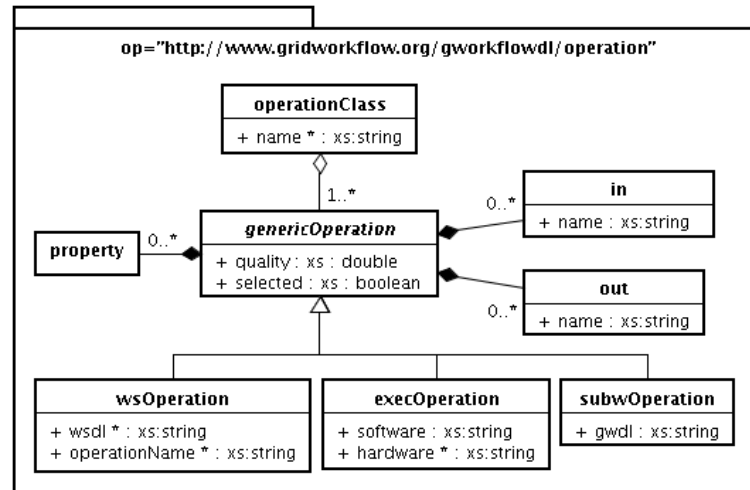 op="http://www.gridworkflow.org/gworkflowdl/operation"
operationClass
+ name * : xs:string
1..*
genericOperation
+ quality : xs : double
+ selected : xs : boolean
0..*
property
0..*
in
+ name : xs:string
out
+ name : xs:string
0..*
wsOperation
+ wsdl * : xs:string
+ operationName * : xs:string
execOperation
+ software : xs:string
+ hardware * : xs:string
subwOperation
+ gwdl : xs:string